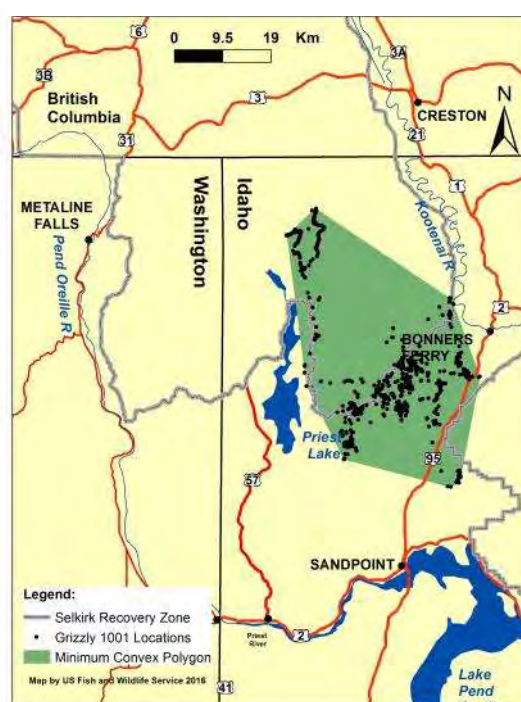 6
0 9.5 19 Km
3A
3B
British
Columbia
3
CRESTON
N
31
21
Washington
Idaho
1
METALINE
FALLS
Pend Oreille R
Kootenai R
2
BONNERS
FERRY
Priest
Lake
57
95
SANDPOINT
Legend:
Selkirk Recovery Zone
Grizzly 1001 Locations
Minimum Convex Polygon
Map by US Fish and Wildlife Service 2016
Priest
River
2
41
Lake
Pend